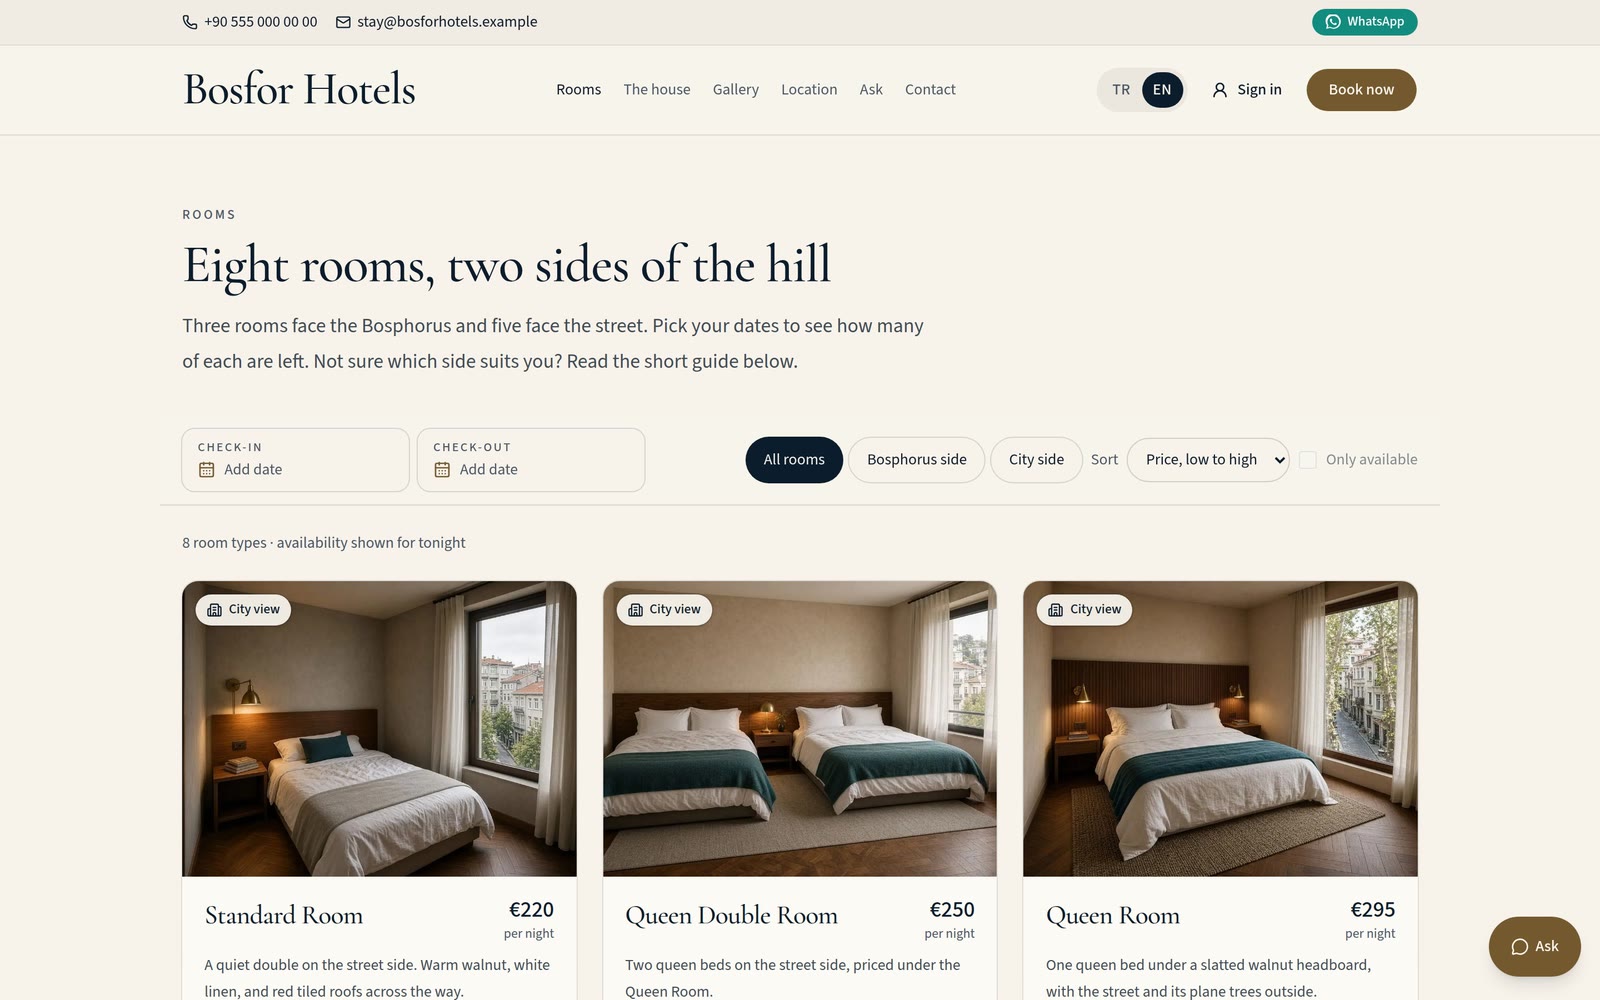 +90 555 000 00 00
stay@bosforhotels.example
WhatsApp
Bosfor Hotels
Rooms
The house
Gallery
Location
Ask
Contact
TR
EN
Sign in
Book now
ROOMS
Eight rooms, two sides of the hill
Three rooms face the Bosphorus and five face the street. Pick your dates to see how many
of each are left. Not sure which side suits you? Read the short guide below.
CHECK-IN
Add date
CHECK-OUT
Add date
All rooms
Bosphorus side
City side
Sort
Price, low to high
Only available
8 room types · availability shown for tonight
City view
City view
City view
Standard Room
€220
per night
A quiet double on the street side. Warm walnut, white
linen, and red tiled roofs across the way.
Queen Double Room
€250
per night
Two queen beds on the street side, priced under the
Queen Room.
Queen Room
€295
per night
One queen bed under a slatted walnut headboard,
with the street and its plane trees outside.
Ask